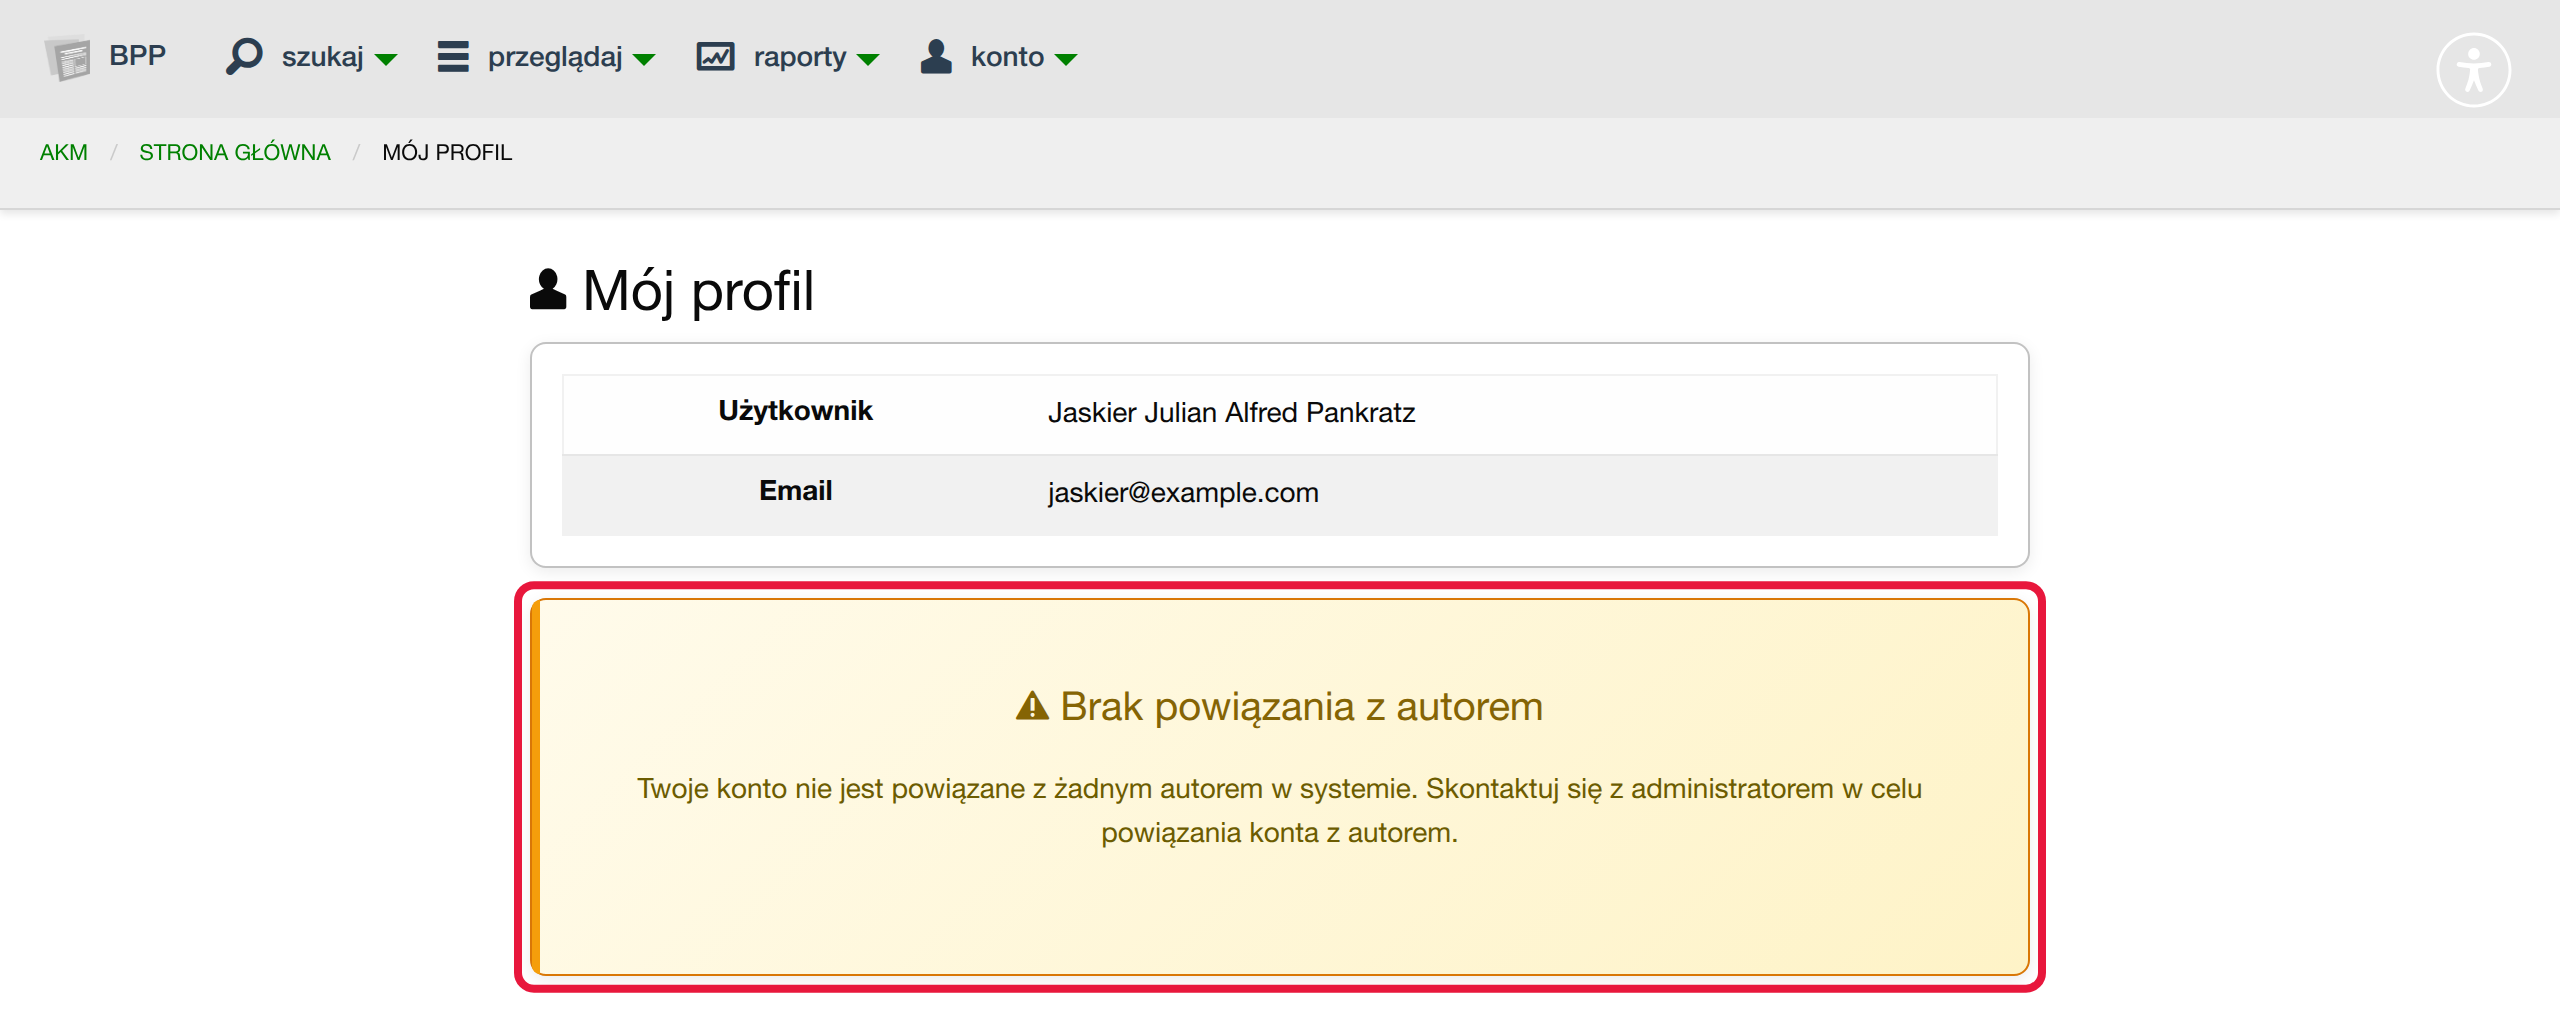 BPP szukaj przeglądaj raporty konto
AKM / STRONA GŁÓWNA / MÓJ PROFIL
Mój profil
Użytkownik Jaskier Julian Alfred Pankratz
Email jaskier@example.com
Brak powiązania z autorem
Twoje konto nie jest powiązane z żadnym autorem w systemie. Skontaktuj się z administratorem w celu
powiązania konta z autorem.